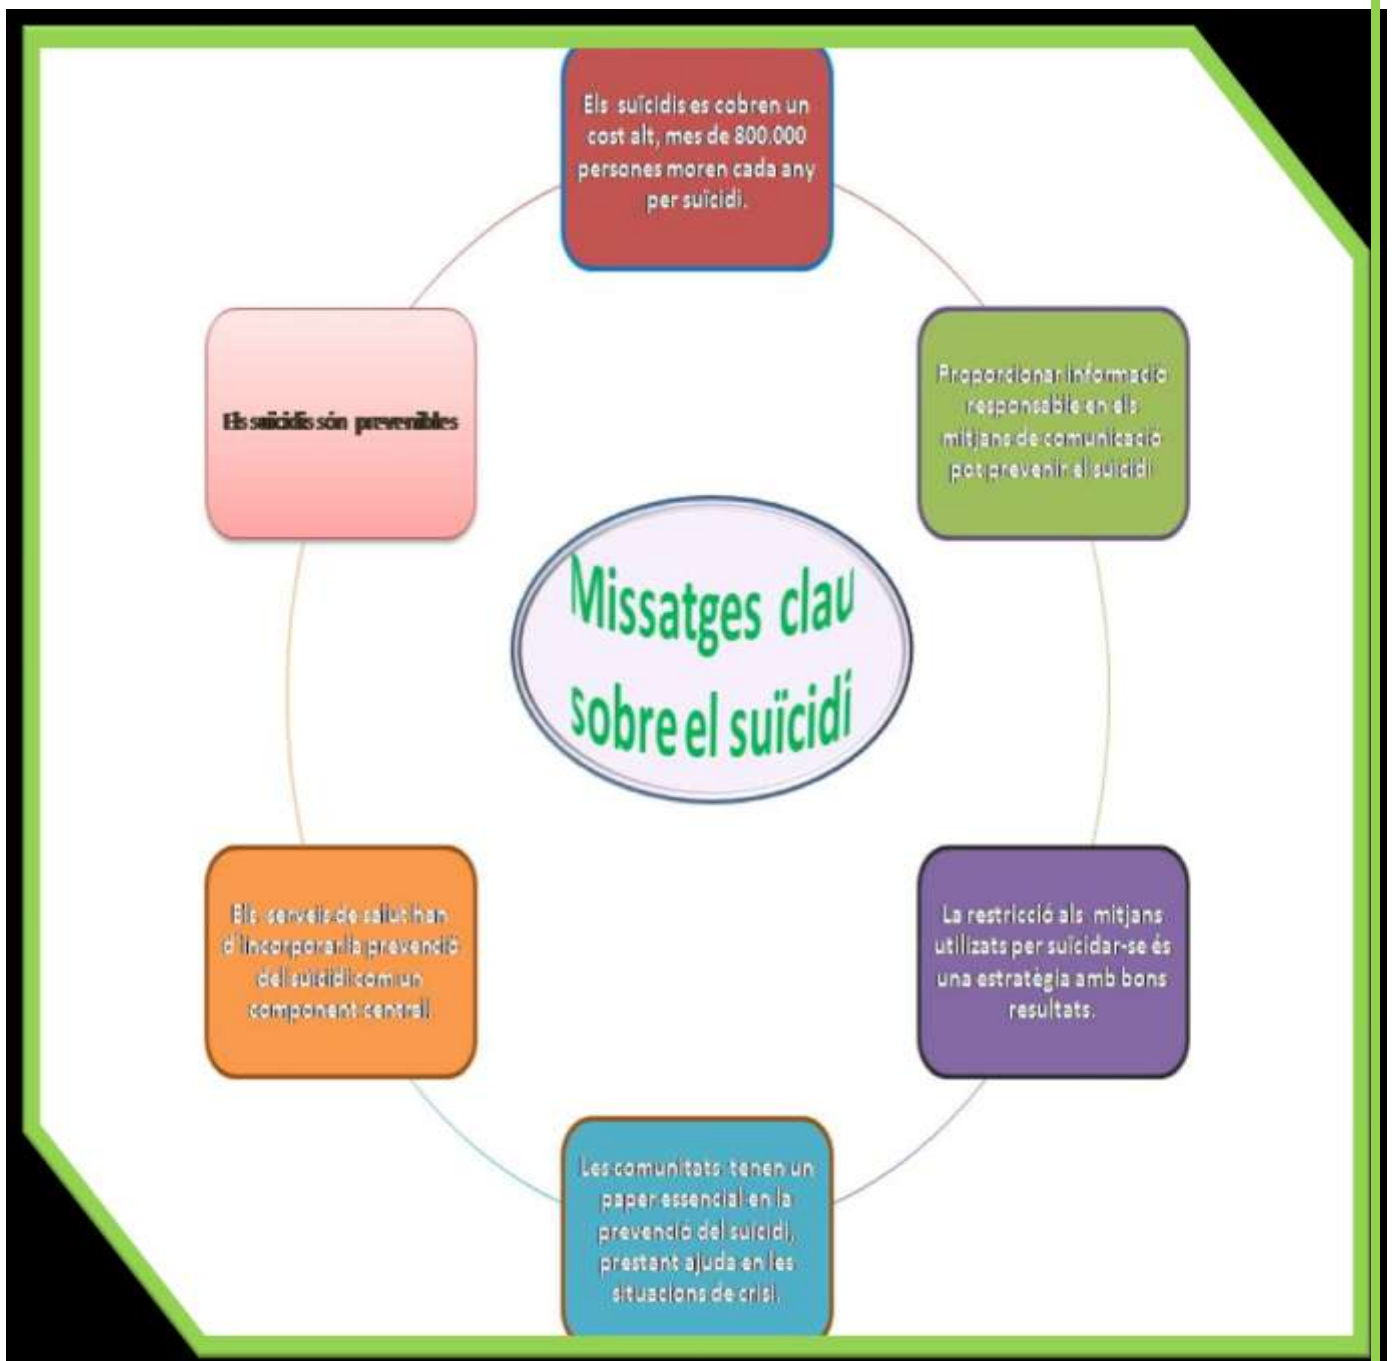 Els suïcidis es cobren un
cost alt, mes de 800.000
persones moren cada any
per suïcidi.
Proporcionar informació
responsable en els
mitjans de comunicació
pot prevenir el suicidi
La restricció als mitjans
utilizats per suïcidar-se és
una estratègia amb bons
resultats.
Les comunitats tenen un
paper essencial en la
prevenció del suicidi,
prestant ajuda en les
situacions de crisi.
Els serveis de salut han
d'incorporar la prevenció
del suicidi com un
component central.
Els suïcidis són prevenibles
Missatges clau
sobre el suïcidi